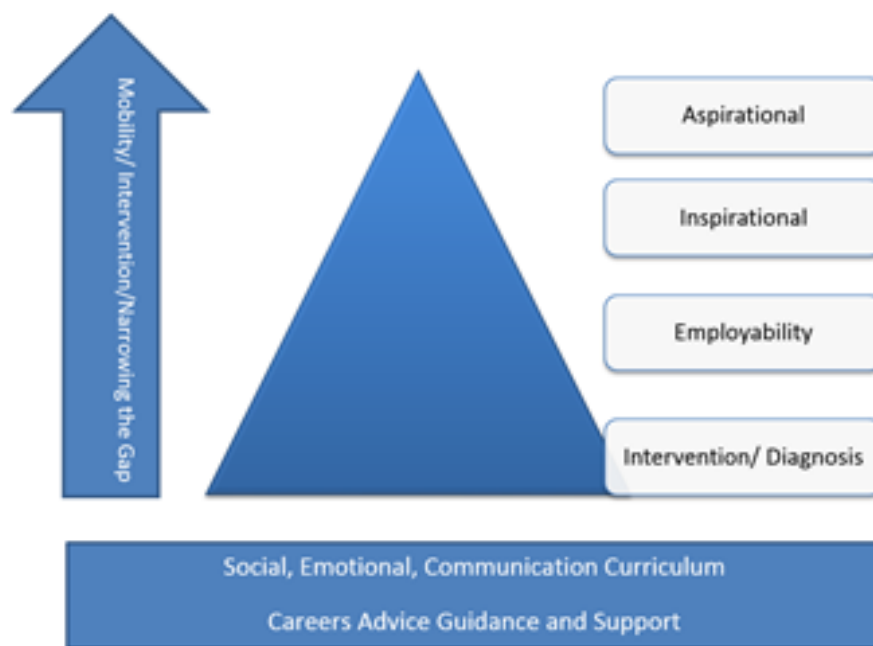 Mobility/ Intervention/Narrowing the Gap
Aspirational
Inspirational
Employability
Intervention/ Diagnosis
Social, Emotional, Communication Curriculum
Careers Advice Guidance and Support